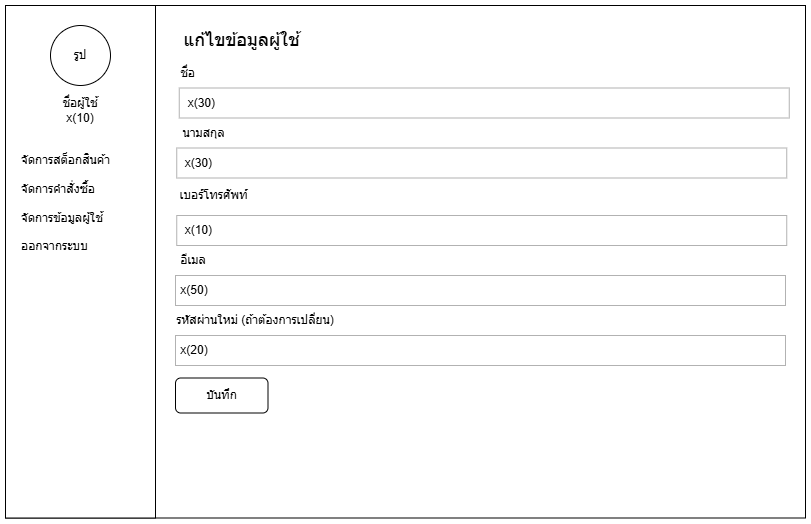 รูป
ชื่อผู้ใช้
x(10)
จัดการสต็อกสินค้า
จัดการคำสั่งซื้อ
จัดการข้อมูลผู้ใช้
ออกจากระบบ
แก้ไขข้อมูลผู้ใช้
ชื่อ
x(30)
นามสกุล
x(30)
เบอร์โทรศัพท์
x(10)
อีเมล
x(50)
รหัสผ่านใหม่ (ถ้าต้องการเปลี่ยน)
x(20)
บันทึก